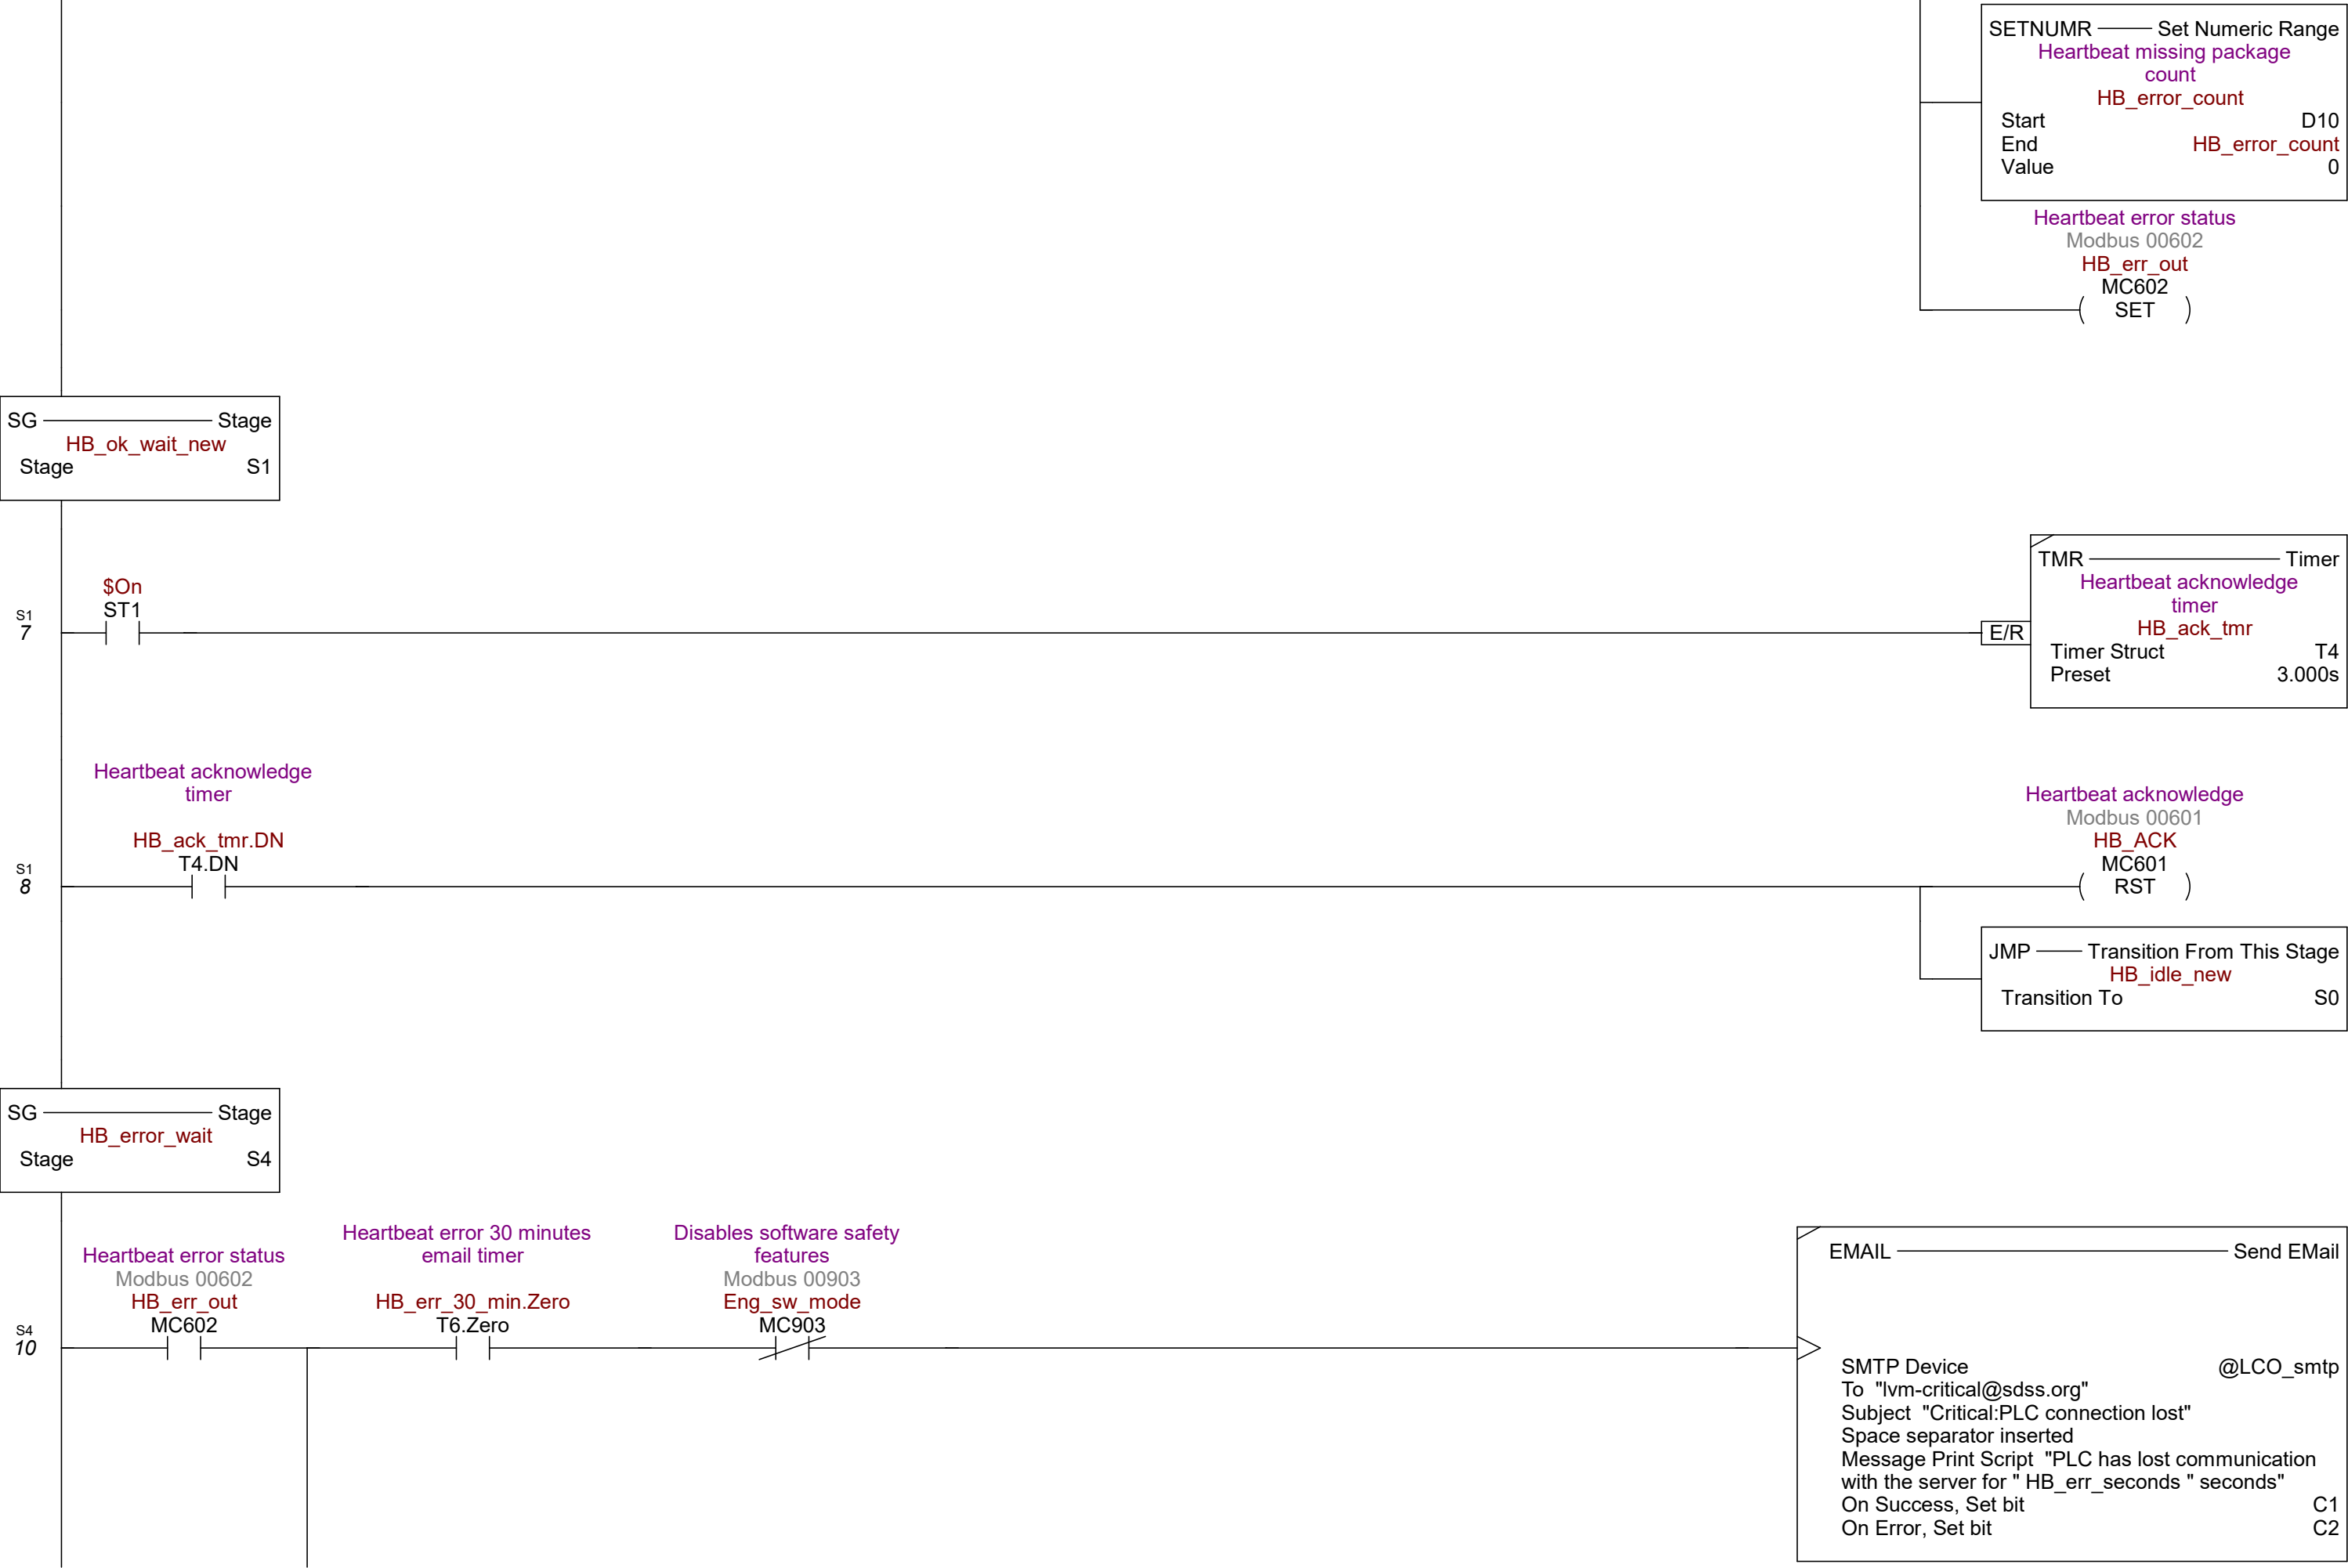 SETNUMR Set Numeric Range
Heartbeat missing package
count
HB_error_count
Start D10
End HB_error_count
Value 0
Heartbeat error status
Modbus 00602
HB_err_out
MC602
SET
SG Stage
HB_ok_wait_new
Stage S1
$On
ST1
S1
7
TMR Timer
Heartbeat acknowledge
timer
HB_ack_tmr
E/R
Timer Struct T4
Preset 3.000s
Heartbeat acknowledge
timer
HB_ack_tmr.DN
T4.DN
S1
8
Heartbeat acknowledge
Modbus 00601
HB_ACK
MC601
RST
JMP Transition From This Stage
HB_idle_new
Transition To S0
SG Stage
HB_error_wait
Stage S4
Heartbeat error status
Modbus 00602
HB_err_out
MC602
S4
10
Heartbeat error 30 minutes
email timer
HB_err_30_min.Zero
T6.Zero
Disables software safety
features
Modbus 00903
Eng_sw_mode
MC903
EMAIL Send EMail
SMTP Device @LCO_smtp
To "lvm-critical@sdss.org"
Subject "Critical:PLC connection lost"
Space separator inserted
Message Print Script "PLC has lost communication
with the server for " HB_err_seconds " seconds"
On Success, Set bit C1
On Error, Set bit C2